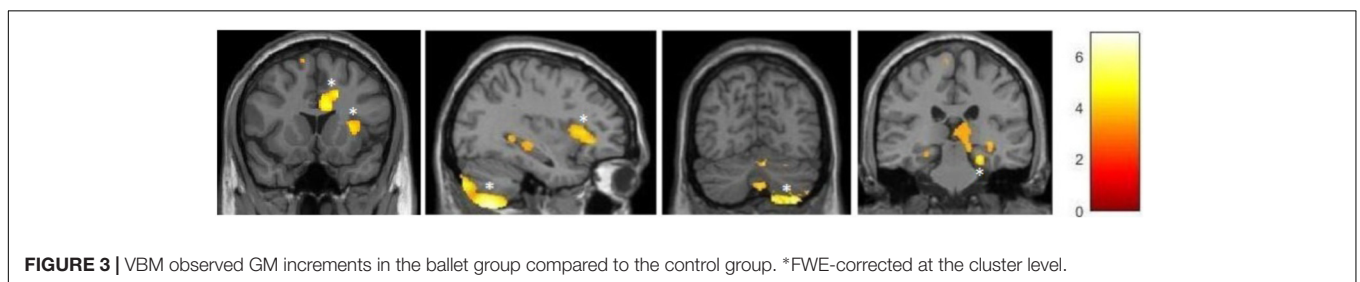 * * * * * *
6
4
2
0
FIGURE 3 | VBM observed GM increments in the ballet group compared to the control group. *FWE-corrected at the cluster level.